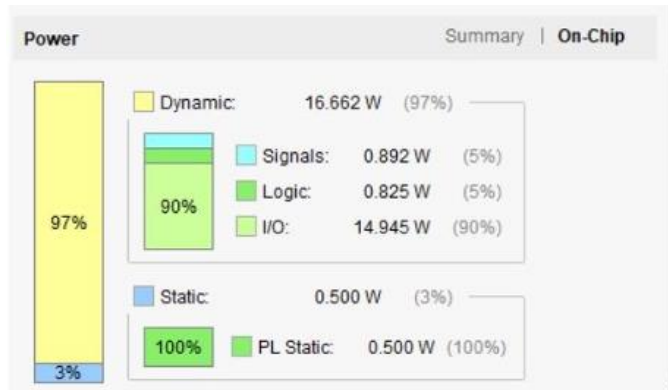 Power Summary | On-Chip
Dynamic: 16.662 W (97%)
Signals: 0.892 W (5%)
Logic: 0.825 W (5%)
90%
I/O: 14.945 W (90%)
97%
Static: 0.500 W (3%)
100% PL Static: 0.500 W (100%)
3%